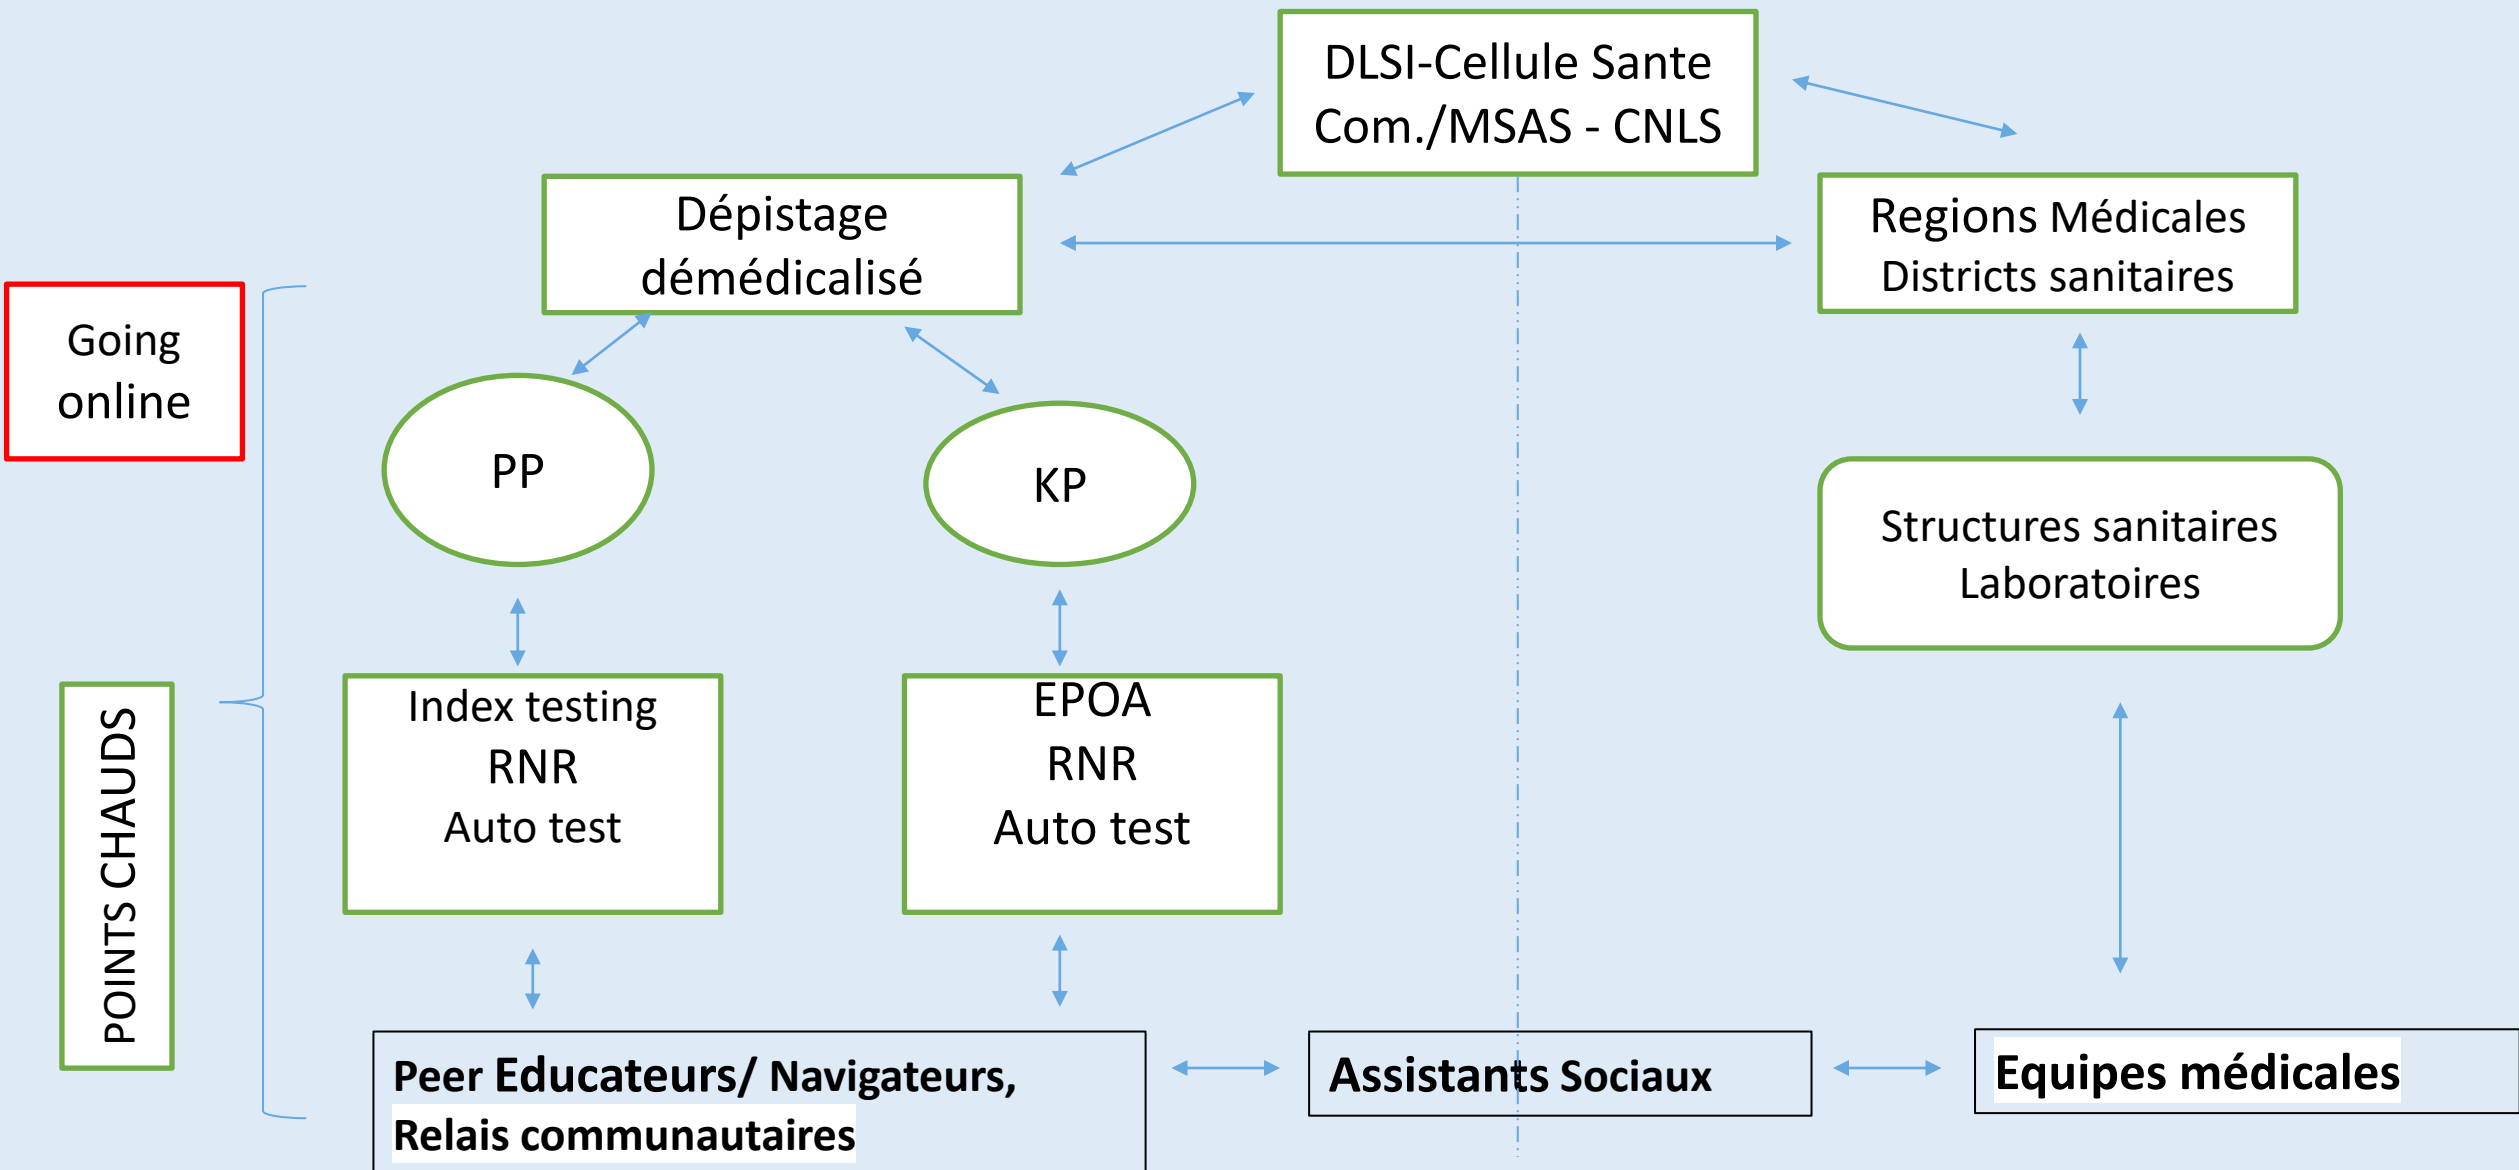 DLSI-Cellule Sante
Com./MSAS - CNLS
Dépistage
démédicalisé
Regions Médicales
Districts sanitaires
Going
online
PP
KP
Structures sanitaires
Laboratoires
POINTS CHAUDS
Index testing
RNR
Auto test
EPOA
RNR
Auto test
Peer Educateurs/ Navigateurs,
Relais communautaires
Assistants Sociaux
Equipes médicales